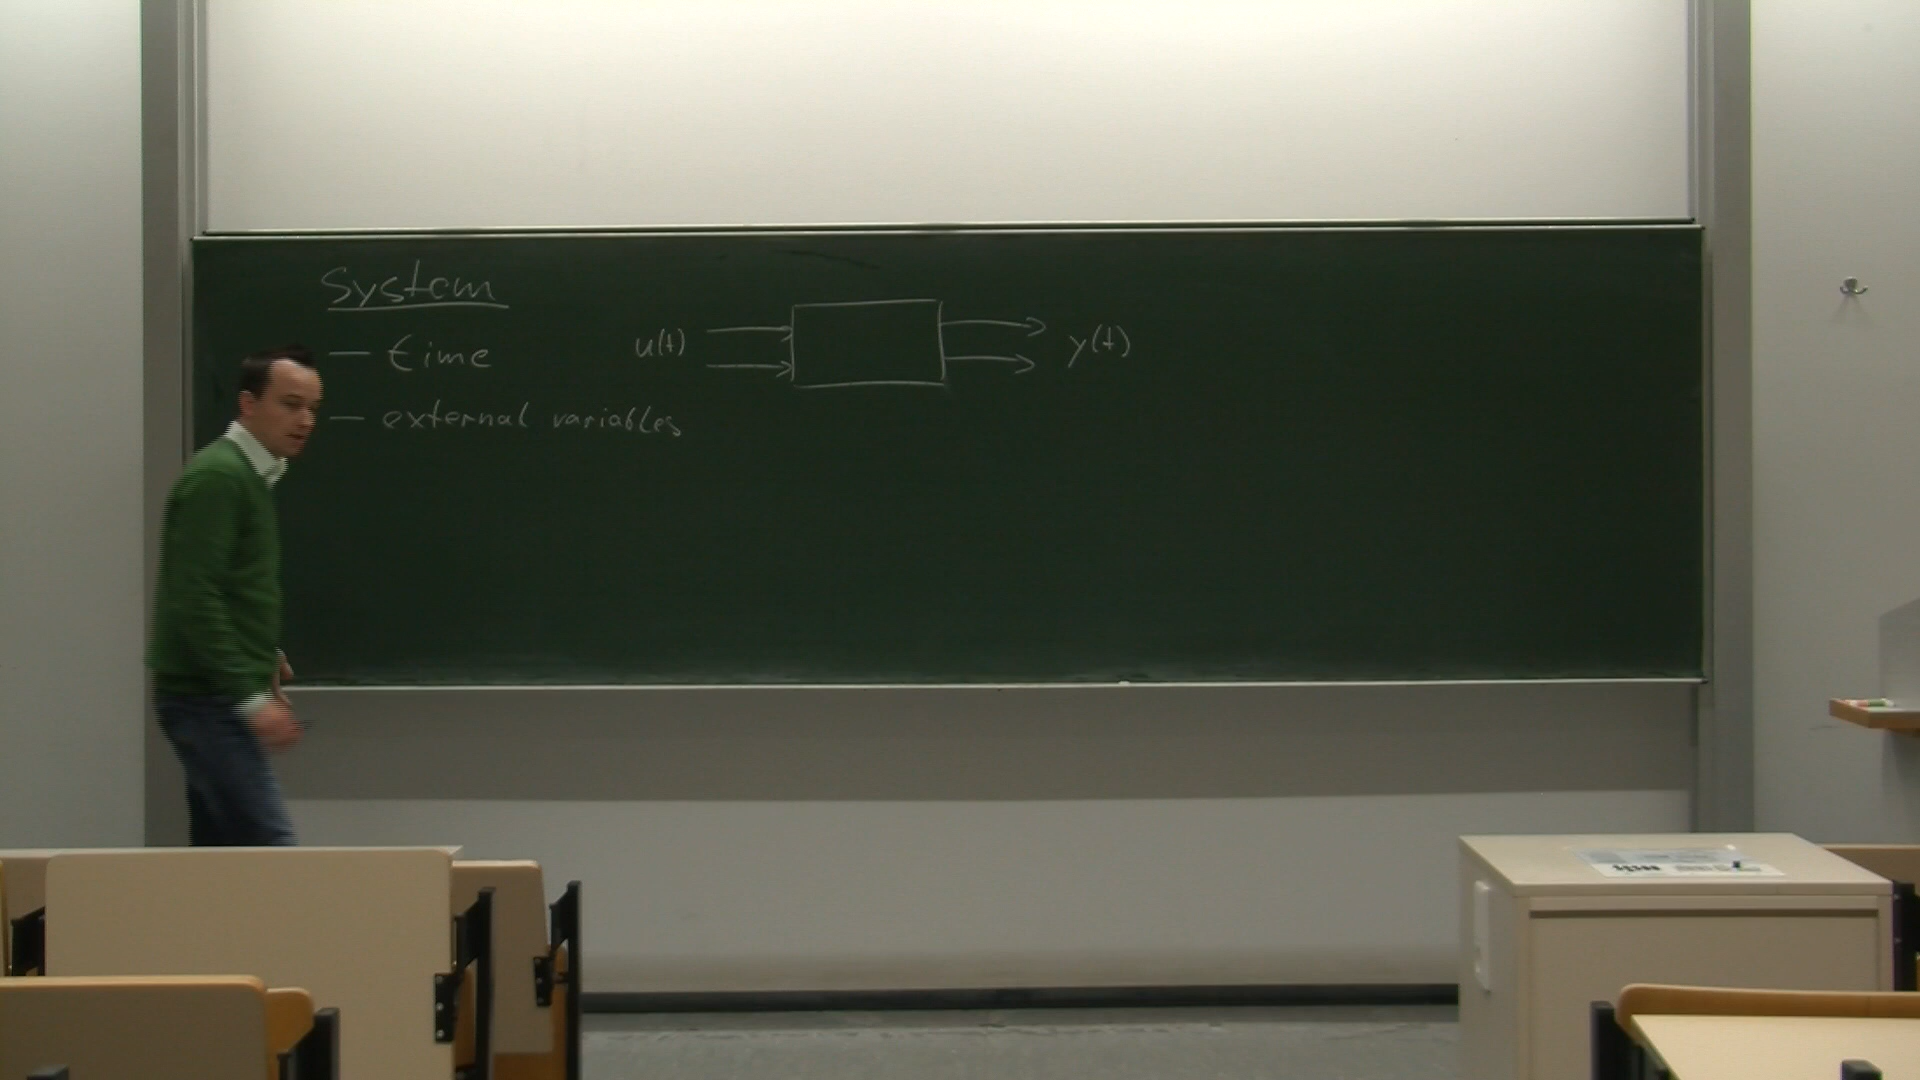 System
— time
u(t)
y(t)
— external variables